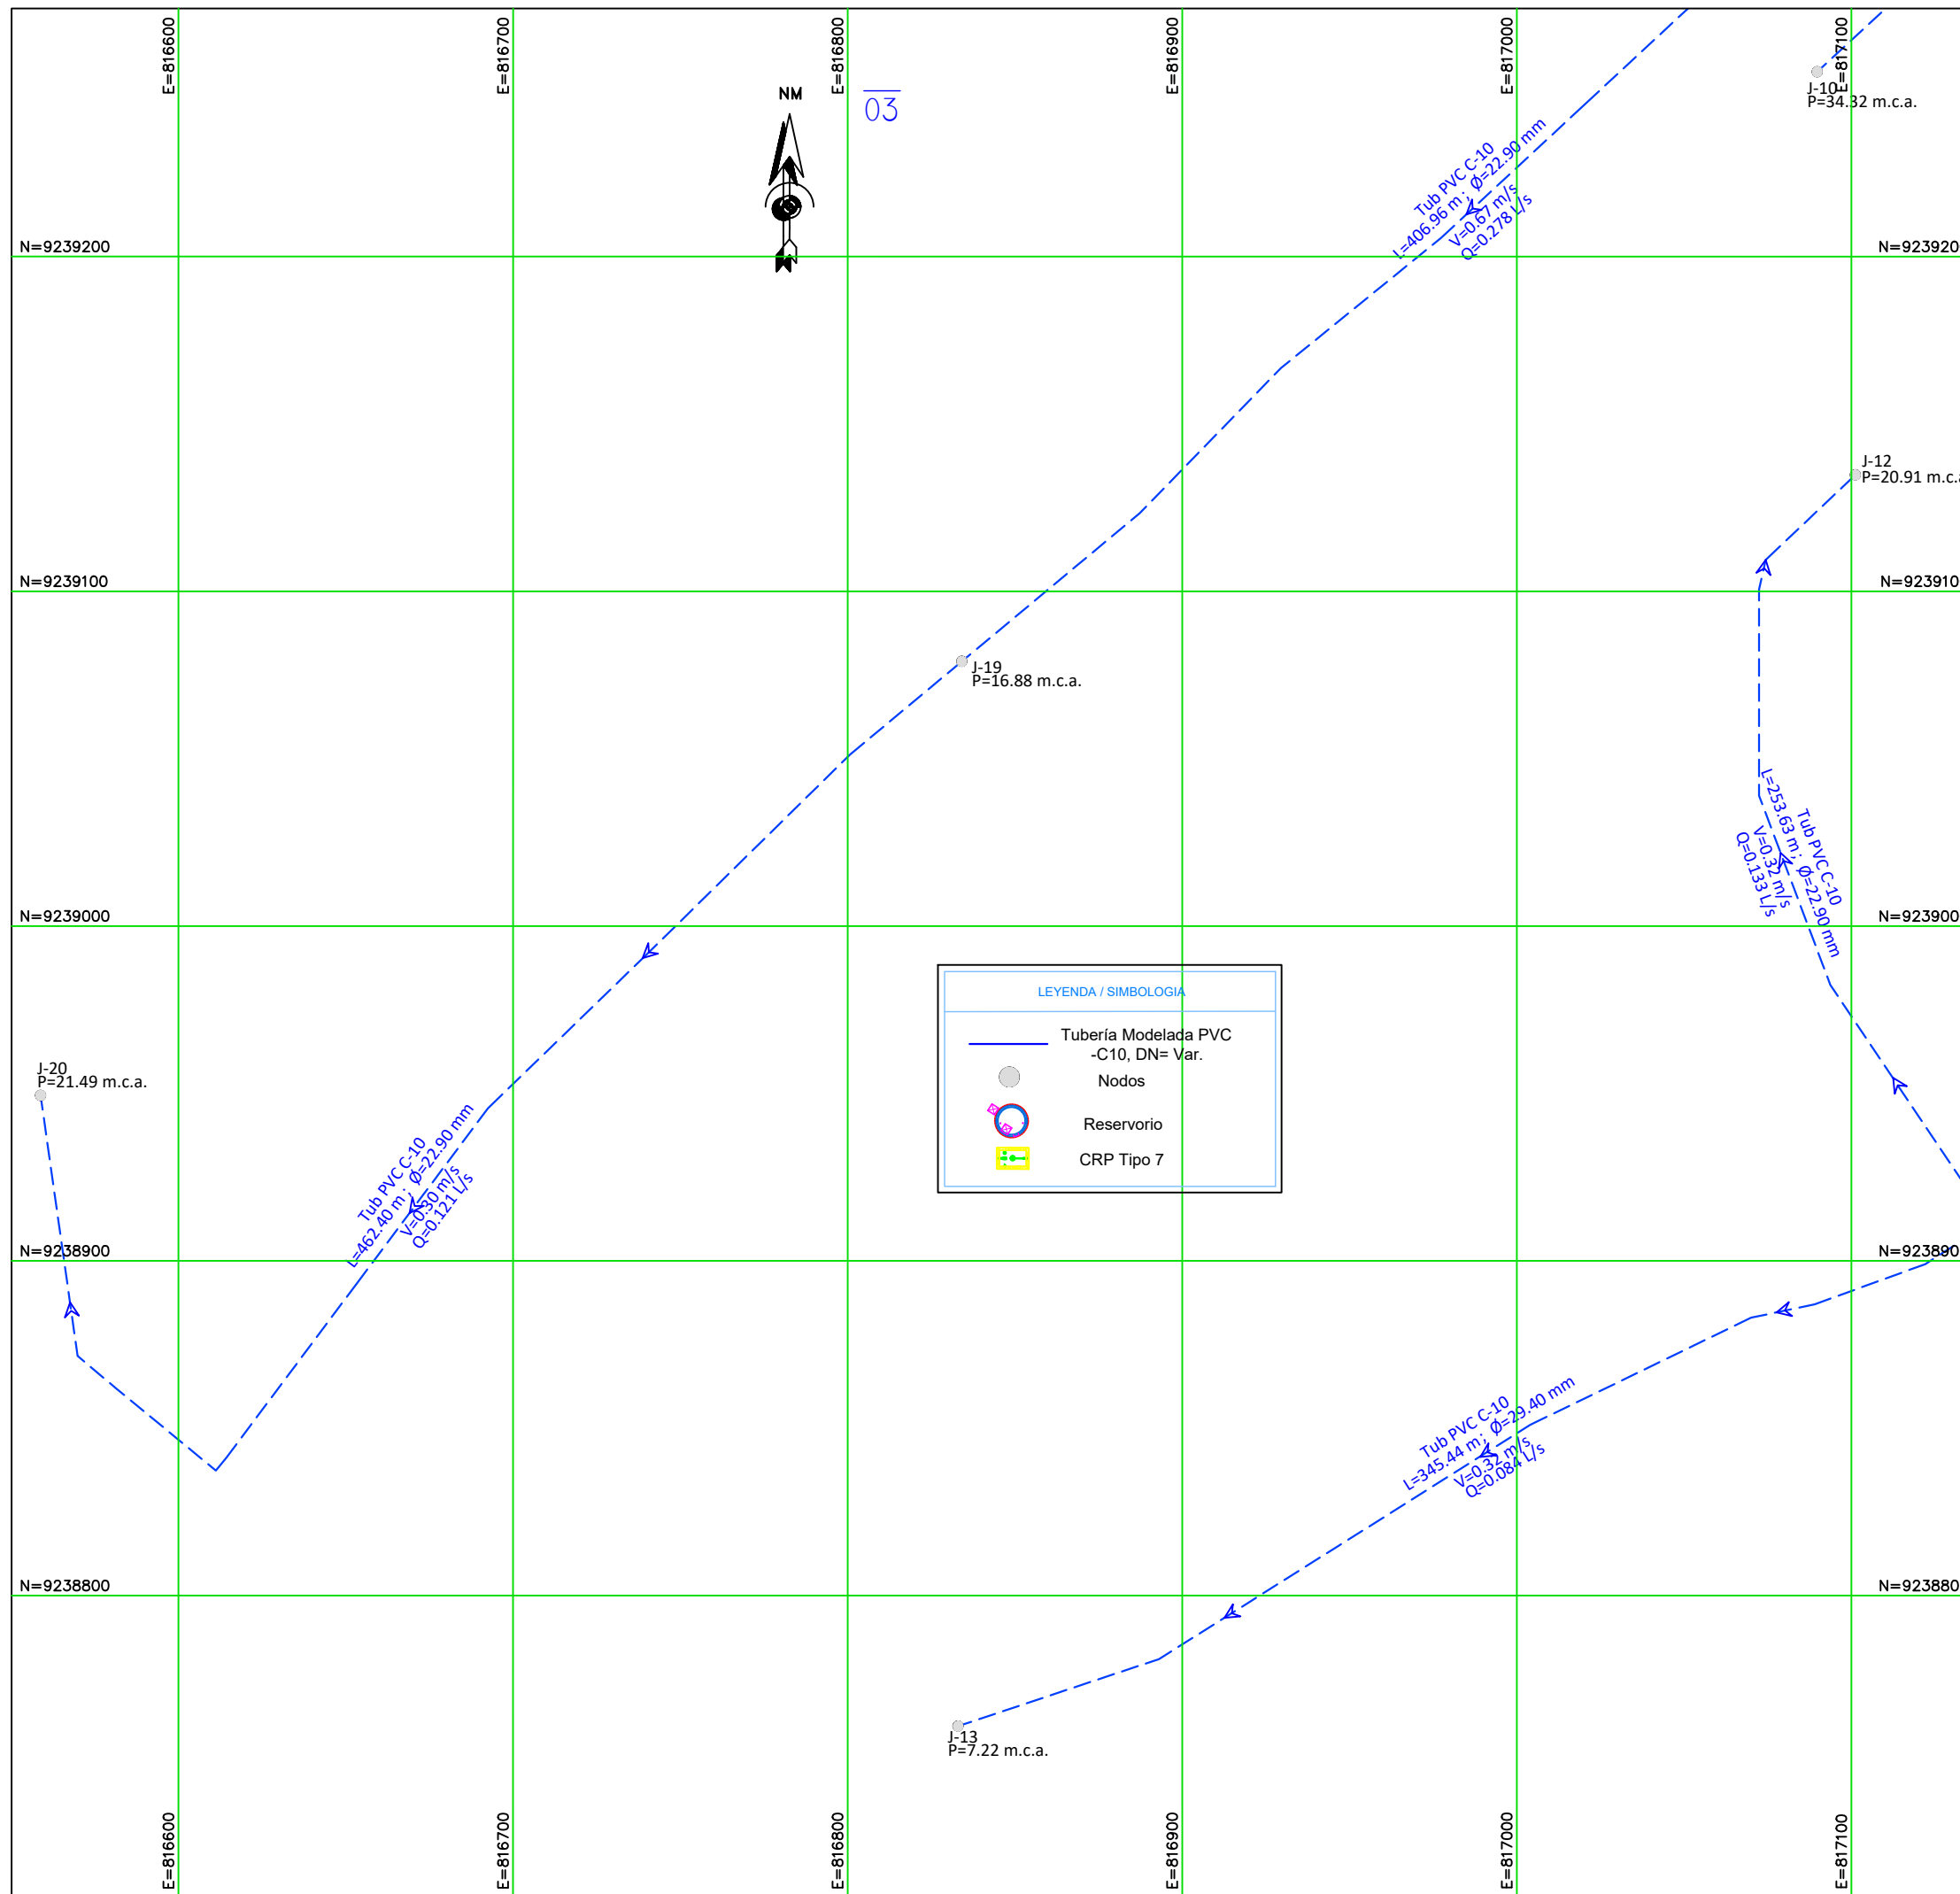 E=816600
E=816700
E=816800
E=816900
E=817000
E=817100
NM
03
J-10
P=34.32 m.c.a.
Tub PVC C-10
L=406.96 m ; Ø=22.90 mm
V=0.67 m/s
Q=0.278 L/s
N=9239200
N=923920
J-12
P=20.91 m.c.a
N=9239100
N=923910
J-19
P=16.88 m.c.a.
Tub PVC C-10
L=253.63 m ; Ø=22.90 mm
V=0.32 m/s
Q=0.133 L/s
N=9239000
N=923900
LEYENDA / SIMBOLOGIA
Tubería Modelada PVC
-C10, DN= Var.
Nodos
Reservorio
CRP Tipo 7
J-20
P=21.49 m.c.a.
Tub PVC C-10
L=462.40 m ; Ø=22.90 mm
V=0.30 m/s
Q=0.121 L/s
N=9238900
N=923890
Tub PVC C-10
L=345.44 m ; Ø=29.40 mm
V=0.32 m/s
Q=0.084 L/s
N=9238800
N=923880
J-13
P=7.22 m.c.a.
E=816600
E=816700
E=816800
E=816900
E=817000
E=817100